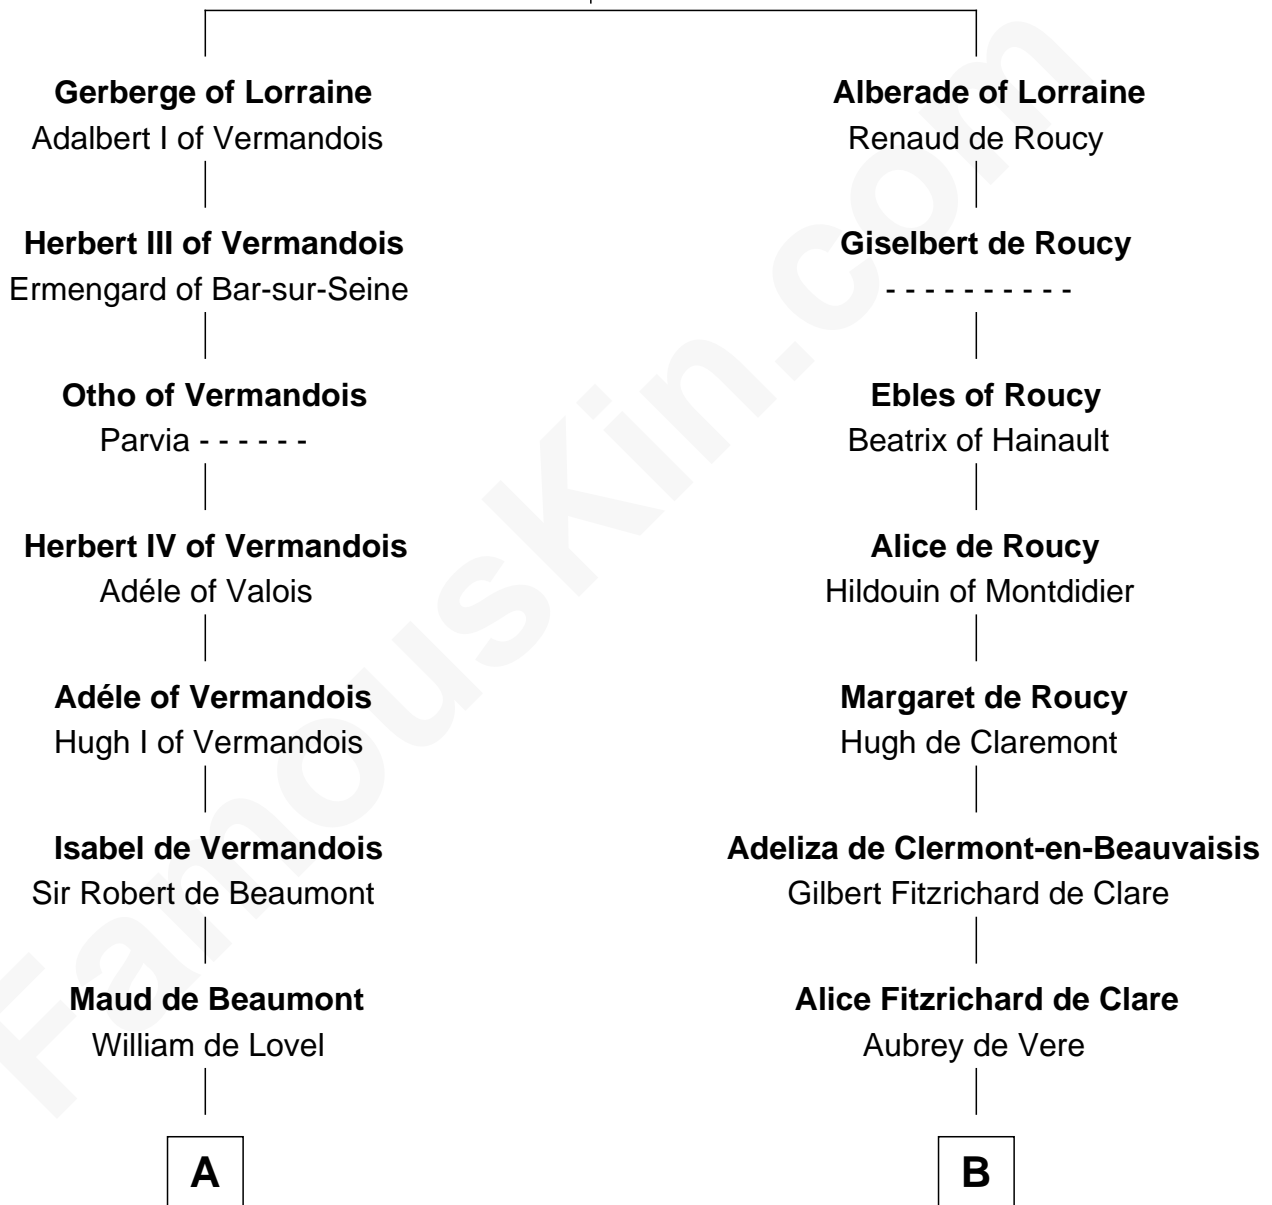 Gerberge of Lorraine
Adalbert I of Vermandois
Herbert III of Vermandois
Ermengard of Bar-sur-Seine
Otho of Vermandois
Parvia - - - - - -
Herbert IV of Vermandois
Adéle of Valois
Adéle of Vermandois
Hugh I of Vermandois
Isabel de Vermandois
Sir Robert de Beaumont
Maud de Beaumont
William de Lovel
A
Alberade of Lorraine
Renaud de Roucy
Giselbert de Roucy
- - - - - - - - - -
Ebles of Roucy
Beatrix of Hainault
Alice de Roucy
Hildouin of Montdidier
Margaret de Roucy
Hugh de Claremont
Adeliza de Clermont-en-Beauvaisis
Gilbert Fitzrichard de Clare
Alice Fitzrichard de Clare
Aubrey de Vere
B
FamousKin.com